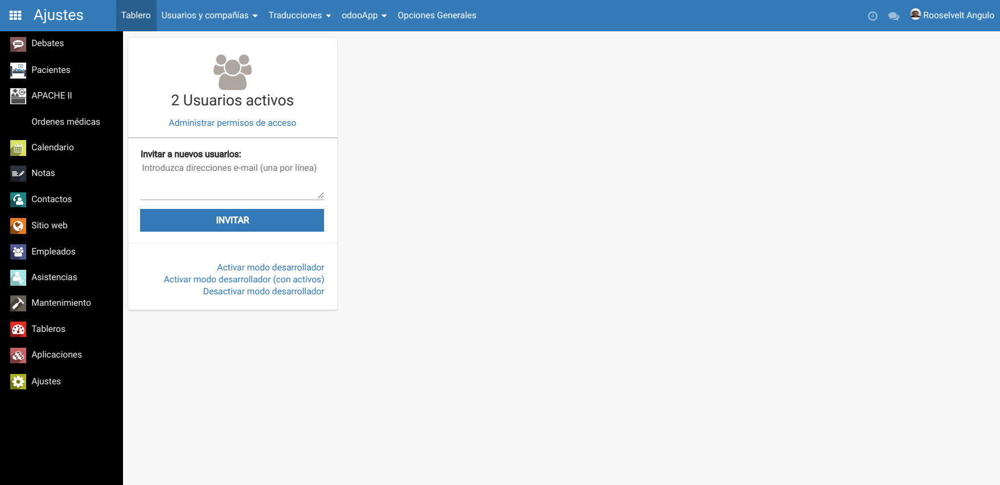 Ajustes
Tablero
Usuarios y compañías
Traducciones
odooApp
Opciones Generales
Rooselvelt Angulo
Debates
Pacientes
APACHE II
Ordenes médicas
Calendario
Notas
Contactos
Sitio web
Empleados
Asistencias
Mantenimiento
Tableros
Aplicaciones
Ajustes
2 Usuarios activos
Administrar permisos de acceso
Invitar a nuevos usuarios:
Introduzca direcciones e-mail (una por línea)
INVITAR
Activar modo desarrollador
Activar modo desarrollador (con activos)
Desactivar modo desarrollador